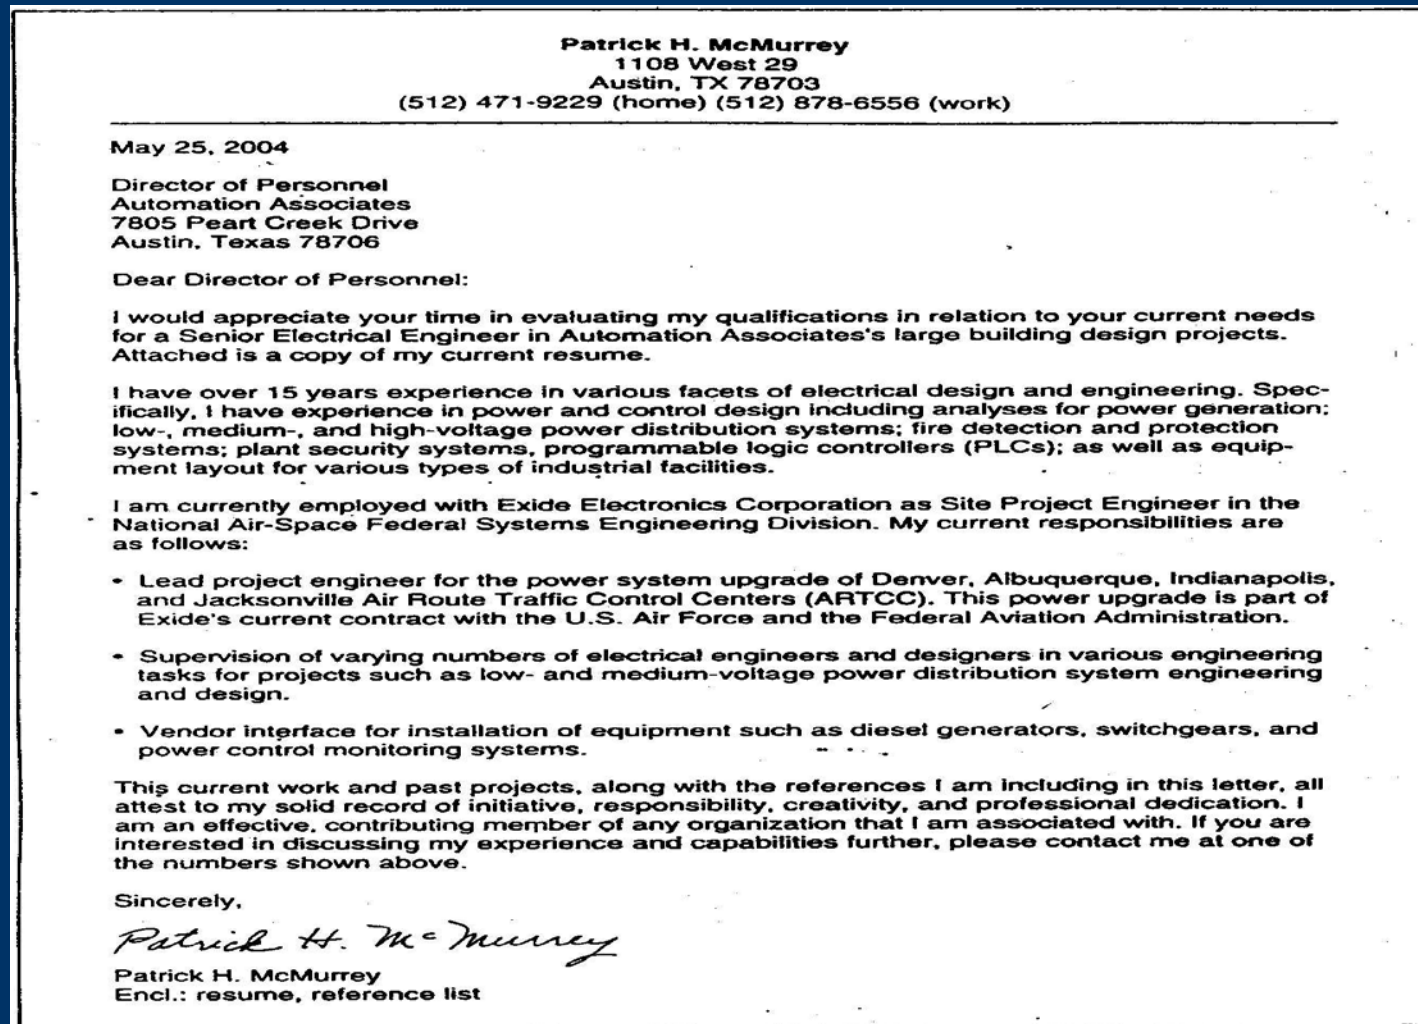 Patrick H. McMurrey
1108 West 29
Austin, TX 78703
(512) 471-9229 (home) (512) 878-6556 (work)
May 25, 2004
Director of Personnel
Automation Associates
7805 Peart Creek Drive
Austin, Texas 78706
Dear Director of Personnel:
I would appreciate your time in evaluating my qualifications in relation to your current needs
for a Senior Electrical Engineer in Automation Associates's large building design projects.
Attached is a copy of my current resume.
I have over 15 years experience in various facets of electrical design and engineering. Spec-
ifically, I have experience in power and control design including analyses for power generation;
low-, medium-, and high-voltage power distribution systems; fire detection and protection
systems; plant security systems, programmable logic controllers (PLCs); as well as equip-
ment layout for various types of industrial facilities.
I am currently employed with Exide Electronics Corporation as Site Project Engineer in the
National Air-Space Federal Systems Engineering Division. My current responsibilities are
as follows:
• Lead project engineer for the power system upgrade of Denver, Albuquerque, Indianapolis,
and Jacksonville Air Route Traffic Control Centers (ARTCC). This power upgrade is part of
Exide's current contract with the U.S. Air Force and the Federal Aviation Administration.
• Supervision of varying numbers of electrical engineers and designers in various engineering
tasks for projects such as low- and medium-voltage power distribution system engineering
and design.
• Vendor interface for installation of equipment such as diesel generators, switchgears, and
power control monitoring systems.
This current work and past projects, along with the references I am including in this letter, all
attest to my solid record of initiative, responsibility, creativity, and professional dedication. I
am an effective, contributing member of any organization that I am associated with. If you are
interested in discussing my experience and capabilities further, please contact me at one of
the numbers shown above.
Sincerely,
Patrick H. McMurrey
Patrick H. McMurrey
Encl.: resume, reference list